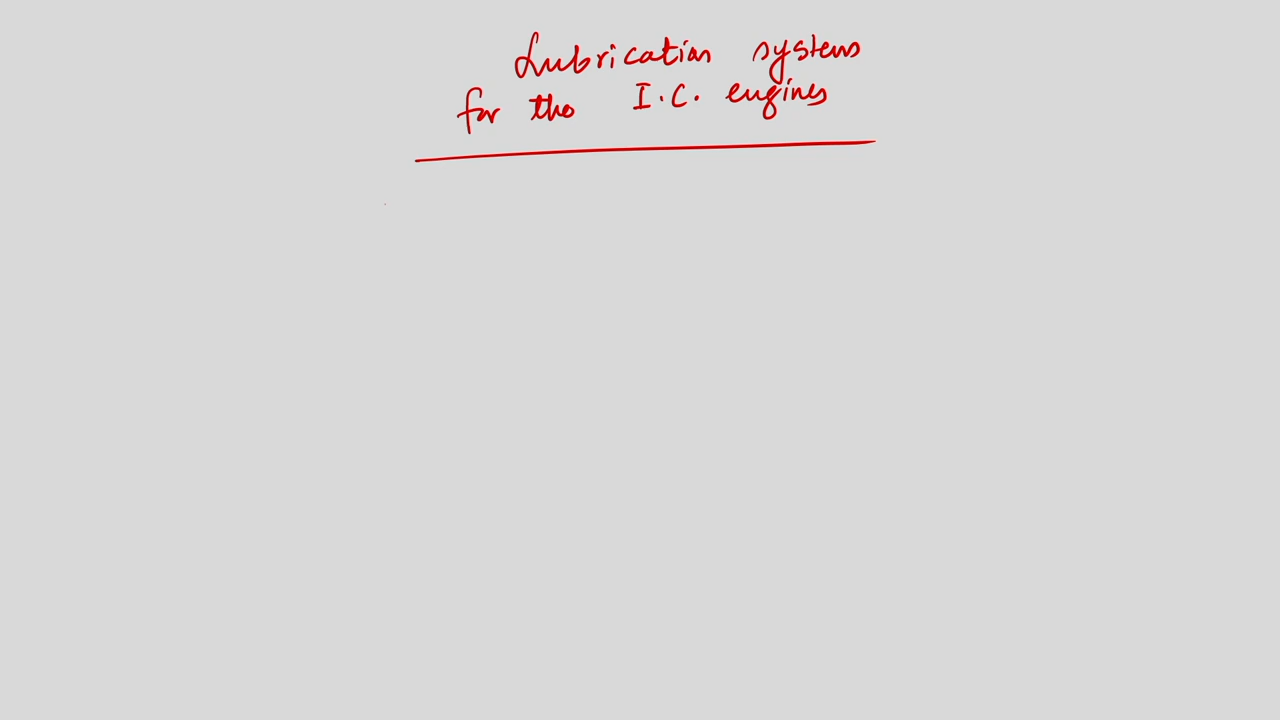 Lubrication systems
for the I.C. engines